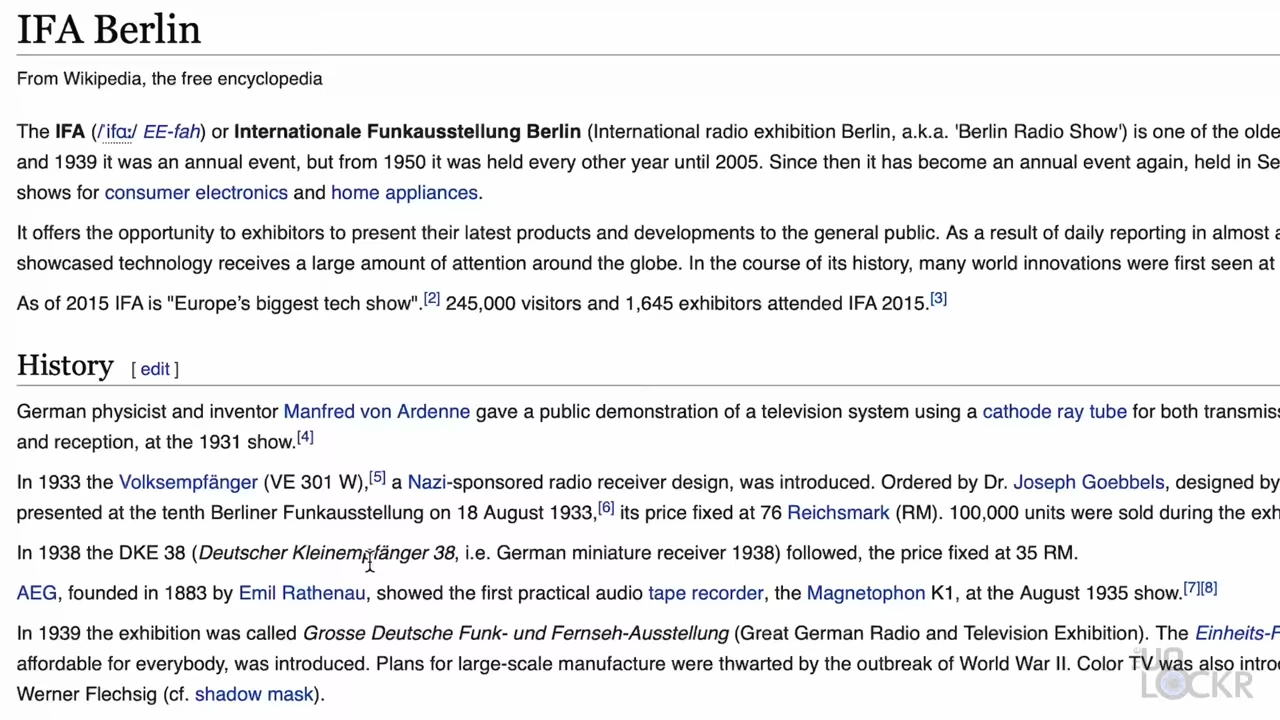 IFA Berlin
From Wikipedia, the free encyclopedia
The IFA (/ˈifɑː/ EE-fah) or Internationale Funkausstellung Berlin (International radio exhibition Berlin, a.k.a. 'Berlin Radio Show') is one of the olde
and 1939 it was an annual event, but from 1950 it was held every other year until 2005. Since then it has become an annual event again, held in Se
shows for consumer electronics and home appliances.
It offers the opportunity to exhibitors to present their latest products and developments to the general public. As a result of daily reporting in almost a
showcased technology receives a large amount of attention around the globe. In the course of its history, many world innovations were first seen at
As of 2015 IFA is "Europe's biggest tech show".[2] 245,000 visitors and 1,645 exhibitors attended IFA 2015.[3]
History [ edit ]
German physicist and inventor Manfred von Ardenne gave a public demonstration of a television system using a cathode ray tube for both transmiss
and reception, at the 1931 show.[4]
In 1933 the Volksempfänger (VE 301 W),[5] a Nazi-sponsored radio receiver design, was introduced. Ordered by Dr. Joseph Goebbels, designed by
presented at the tenth Berliner Funkausstellung on 18 August 1933,[6] its price fixed at 76 Reichsmark (RM). 100,000 units were sold during the exh
In 1938 the DKE 38 (Deutscher Kleinempfänger 38, i.e. German miniature receiver 1938) followed, the price fixed at 35 RM.
AEG, founded in 1883 by Emil Rathenau, showed the first practical audio tape recorder, the Magnetophon K1, at the August 1935 show.[7][8]
In 1939 the exhibition was called Grosse Deutsche Funk- und Fernseh-Ausstellung (Great German Radio and Television Exhibition). The Einheits-F
affordable for everybody, was introduced. Plans for large-scale manufacture were thwarted by the outbreak of World War II. Color TV was also introd
Werner Flechsig (cf. shadow mask).
THE UNLOCKR